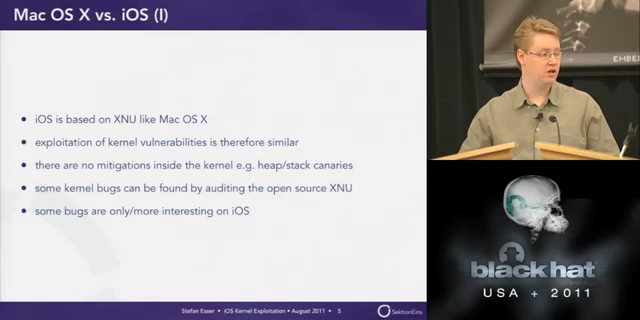 Mac OS X vs. iOS (I)
• iOS is based on XNU like Mac OS X
• exploitation of kernel vulnerabilities is therefore similar
• there are no mitigations inside the kernel e.g. heap/stack canaries
• some kernel bugs can be found by auditing the open source XNU
• some bugs are only/more interesting on iOS
Stefan Esser • iOS Kernel Exploitation • August 2011 • 5
SektionEins
black hat
USA + 2011